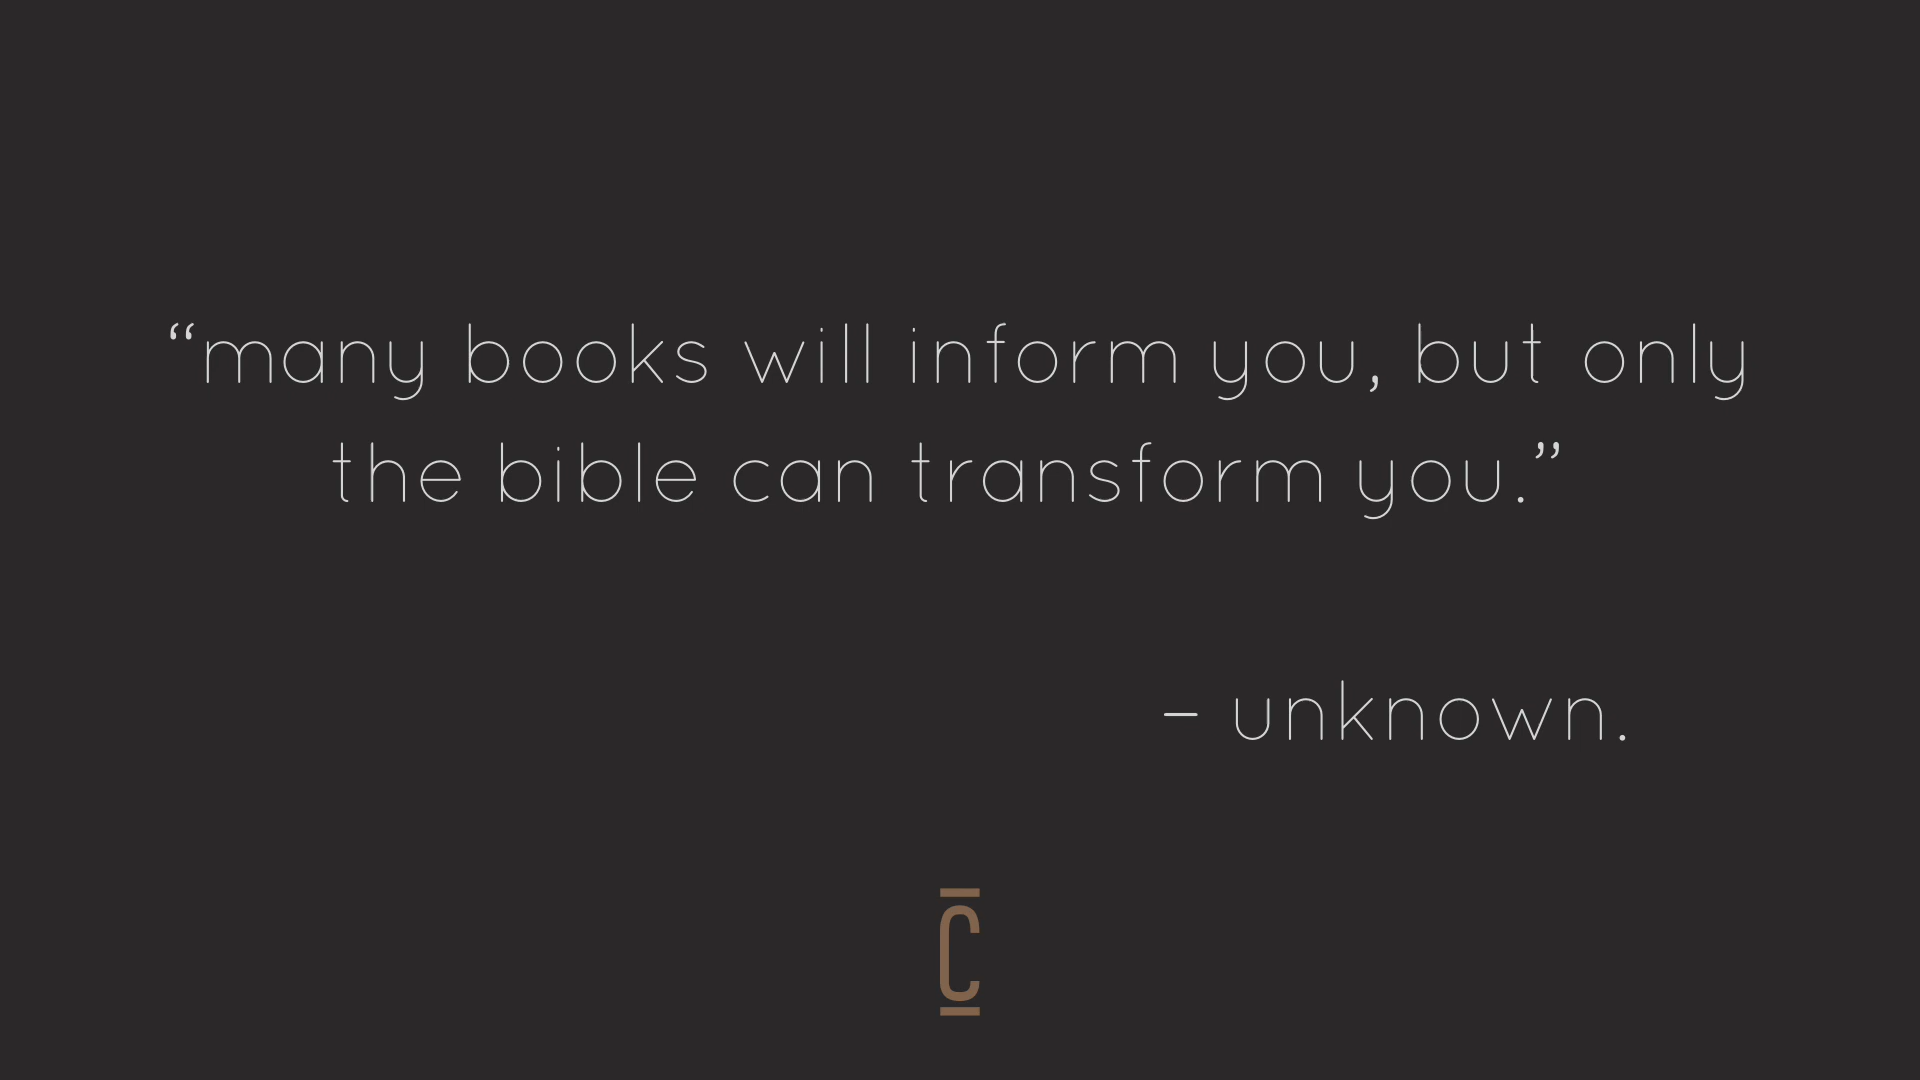 “many books will inform you, but only
the bible can transform you.”
– unknown.
C